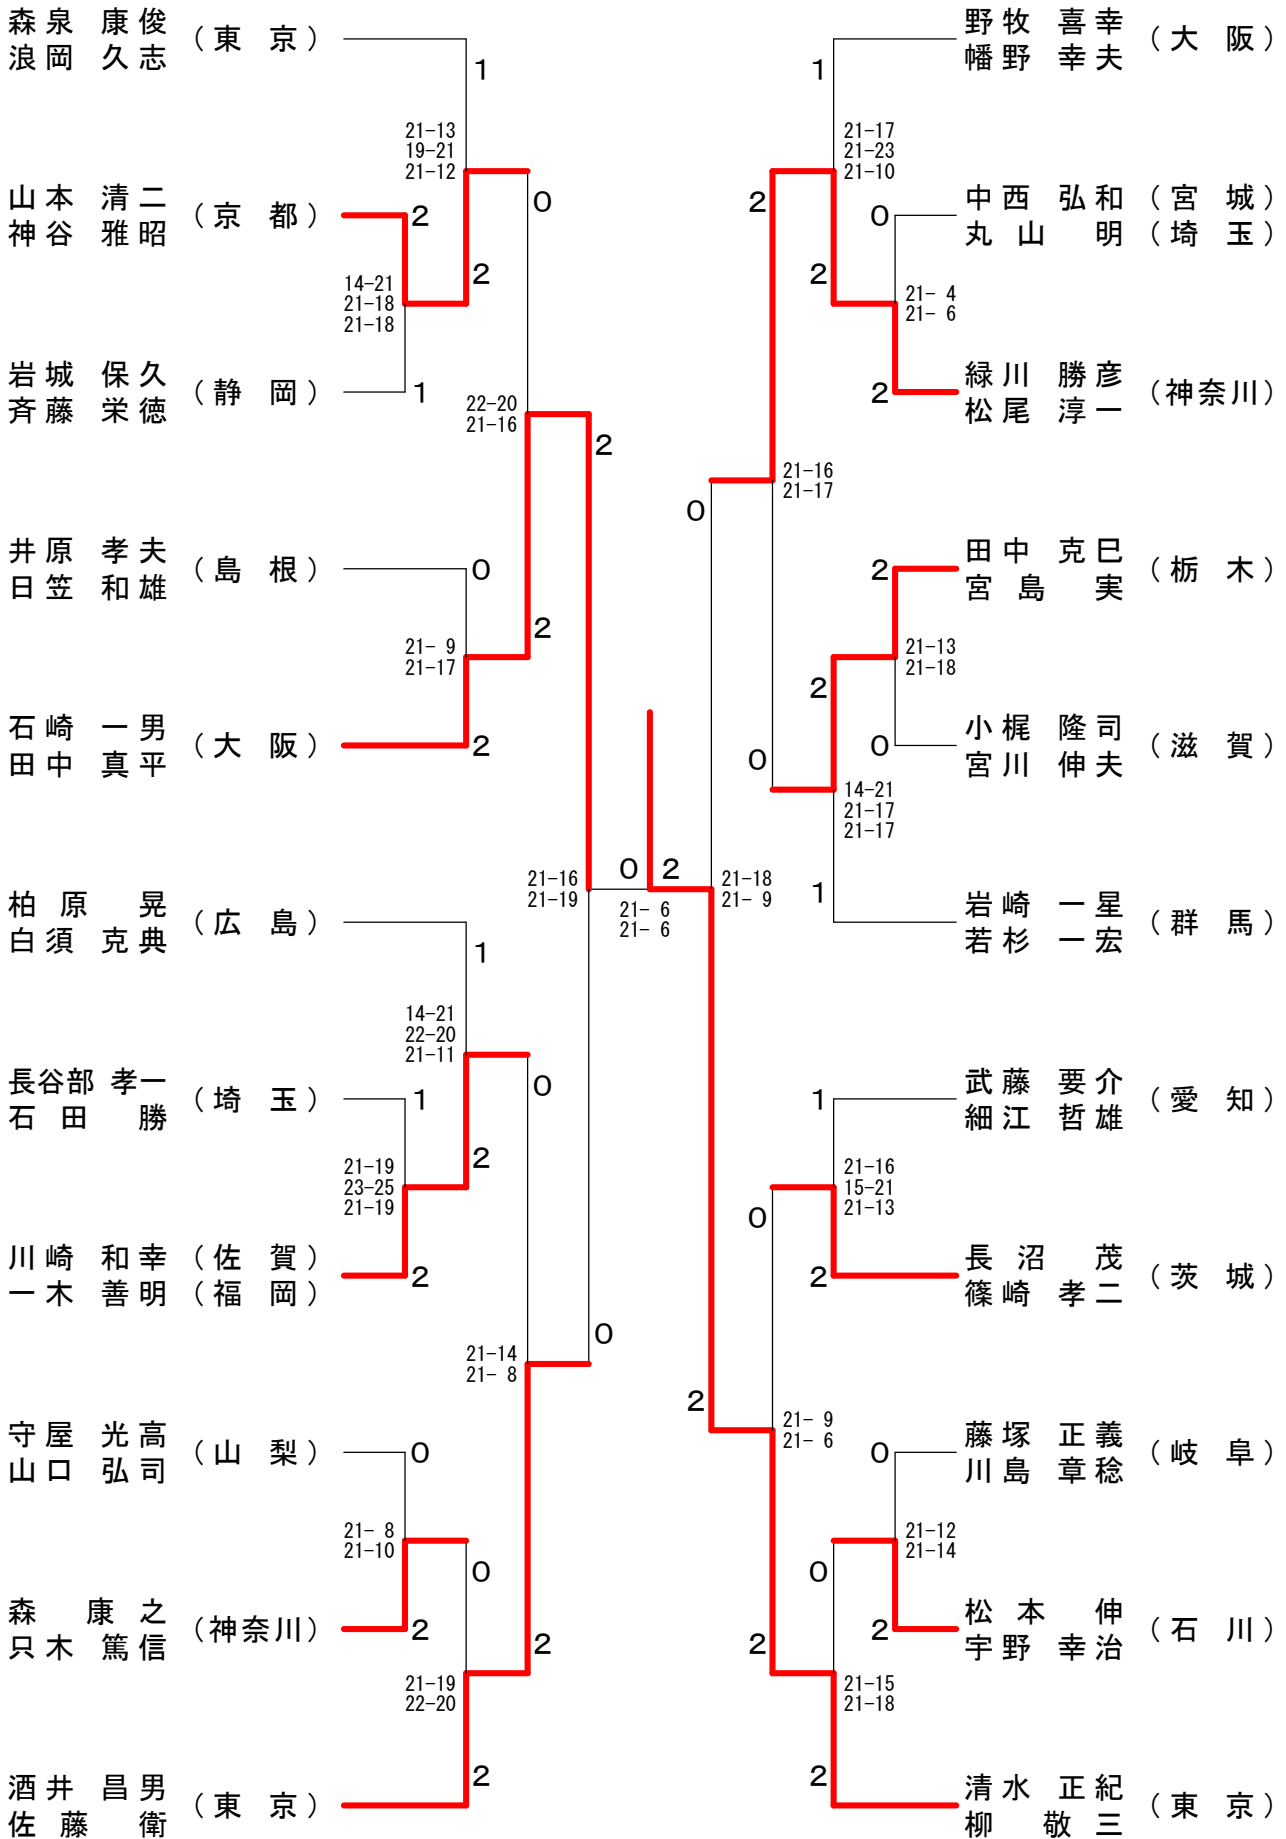 森泉 康俊
浪岡 久志
(東 京)
1
21-13
19-21
21-12
山本 清二
神谷 雅昭
(京 都)
2
0
14-21
21-18
21-18
2
岩城 保久
斉藤 栄徳
(静 岡)
1
22-20
21-16
2
井原 孝夫
日笠 和雄
(島 根)
0
21- 9
21-17
2
石崎 一男
田中 真平
(大 阪)
2
21-16
21-19
柏原 晃
白須 克典
(広 島)
1
14-21
22-20
21-11
長谷部 孝一
石田 勝
(埼 玉)
1
0
21-19
23-25
21-19
2
川崎 和幸
一木 善明
(佐 賀)
(福 岡)
2
21-14
21- 8
0
守屋 光高
山口 弘司
(山 梨)
0
21- 8
21-10
0
森 康之
只木 篤信
(神奈川)
2
2
21-19
22-20
酒井 昌男
佐藤 衛
(東 京)
2
0
2
21- 6
21- 6
野牧 喜幸
幡野 幸夫
(大 阪)
1
21-17
21-23
21-10
2
中西 弘和
丸山 明
(宮 城)
(埼 玉)
0
2
21- 4
21- 6
緑川 勝彦
松尾 淳一
(神奈川)
2
0
21-16
21-17
田中 克巳
宮島 実
(栃 木)
2
21-13
21-18
2
小梶 隆司
宮川 伸夫
(滋 賀)
0
0
14-21
21-17
21-17
21-18
21- 9
岩崎 一星
若杉 一宏
(群 馬)
1
武藤 要介
細江 哲雄
(愛 知)
1
21-16
15-21
21-13
0
長沼 茂
篠崎 孝二
(茨 城)
2
2
21- 9
21- 6
藤塚 正義
川島 章稔
(岐 阜)
0
21-12
21-14
0
松本 伸
宇野 幸治
(石 川)
2
2
21-15
21-18
清水 正紀
柳 敬三
(東 京)
2